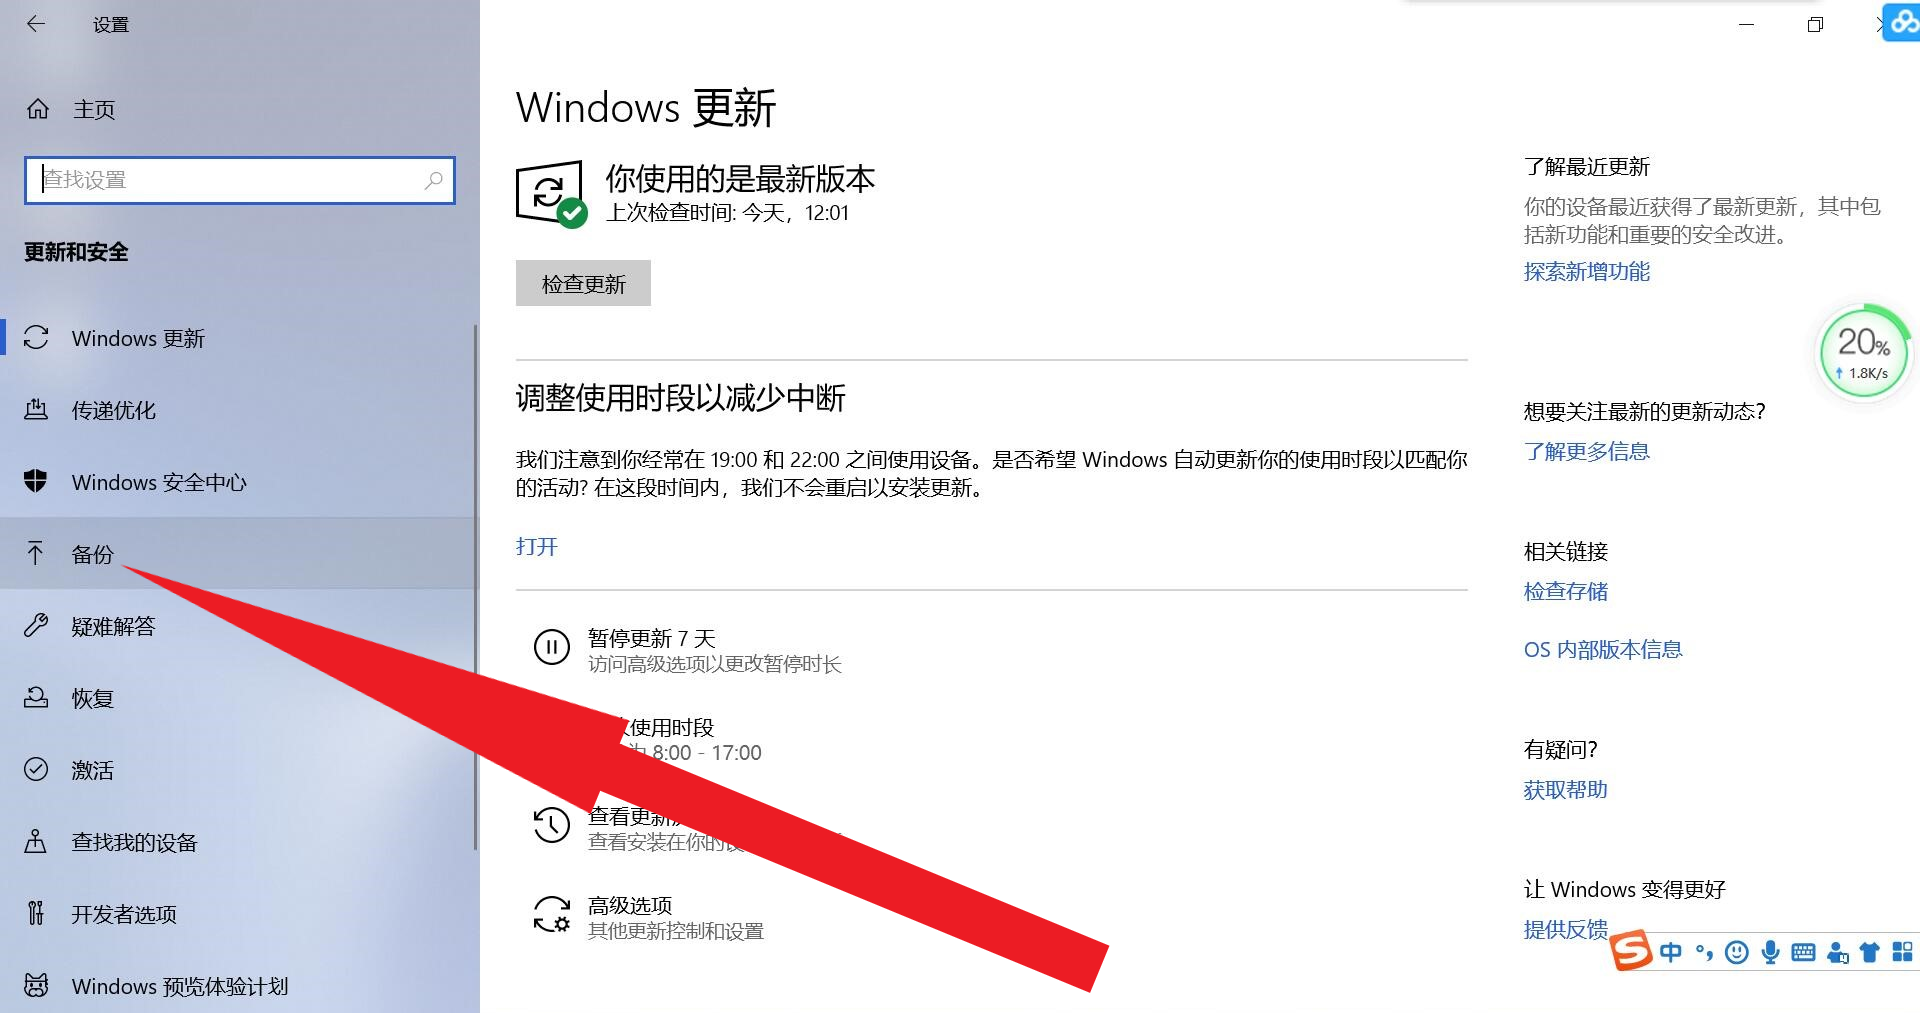 设置
主页
查找设置
更新和安全
Windows 更新
传递优化
Windows 安全中心
备份
疑难解答
恢复
激活
查找我的设备
开发者选项
Windows 预览体验计划
Windows 更新
你使用的是最新版本
上次检查时间: 今天，12:01
检查更新
调整使用时段以减少中断
我们注意到你经常在 19:00 和 22:00 之间使用设备。是否希望 Windows 自动更新你的使用时段以匹配你
的活动? 在这段时间内，我们不会重启以安装更新。
打开
暂停更新 7 天
访问高级选项以更改暂停时长
使用时段
8:00 - 17:00
查看更新
查看安装在你的
高级选项
其他更新控制和设置
了解最近更新
你的设备最近获得了最新更新，其中包
括新功能和重要的安全改进。
探索新增功能
20%
1.8K/s
想要关注最新的更新动态?
了解更多信息
相关链接
检查存储
OS 内部版本信息
有疑问?
获取帮助
让 Windows 变得更好
提供反馈
S 中